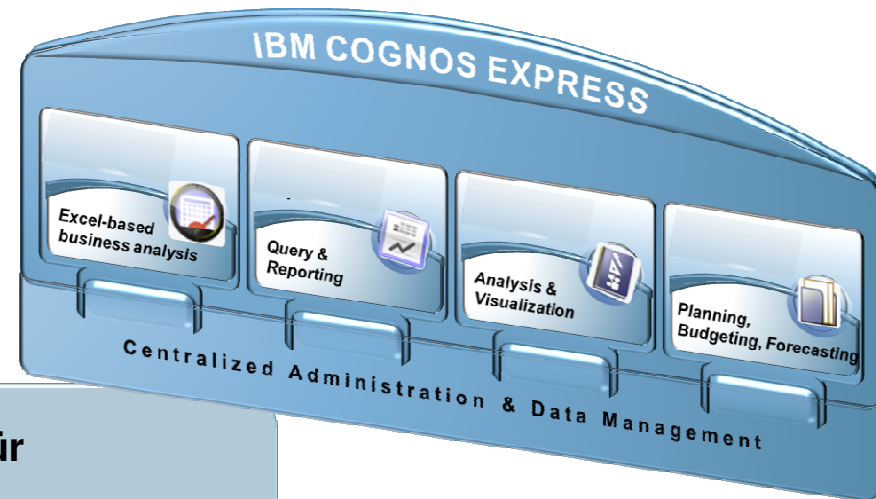 IBM COGNOS EXPRESS
Excel-based
business analysis
Query &
Reporting
Analysis &
Visualization
Planning,
Budgeting, Forecasting
Centralized Administration & Data Management